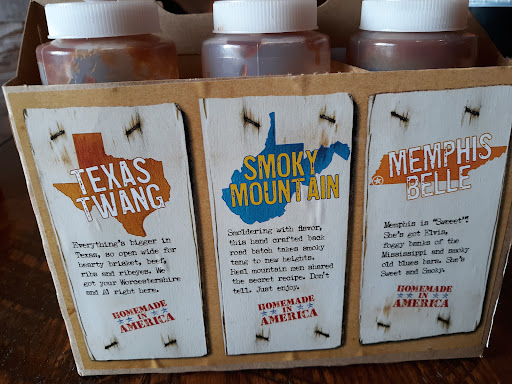 TEXAS
TWANG
Everything's bigger in
Texas, so open wide for
hearty brisket, beef,
ribs and ribeyes. We
got your Worcestershire
and A1 right here.
HOMEMADE
IN
AMERICA
SMOKY
MOUNTAIN
Smoldering with flavor,
this hand crafted back
road batch takes smoky
tang to new heights.
Real mountain men shared
the secret recipe. Don't
tell. Just enjoy.
HOMEMADE
IN
AMERICA
MEMPHIS
BELLE
Memphis is "Sweeet"!
She's got Elvis,
foggy banks of the
Mississippi and smoky
old blues bars. She's
Sweet and Smoky.
HOMEMADE
IN
AMERICA